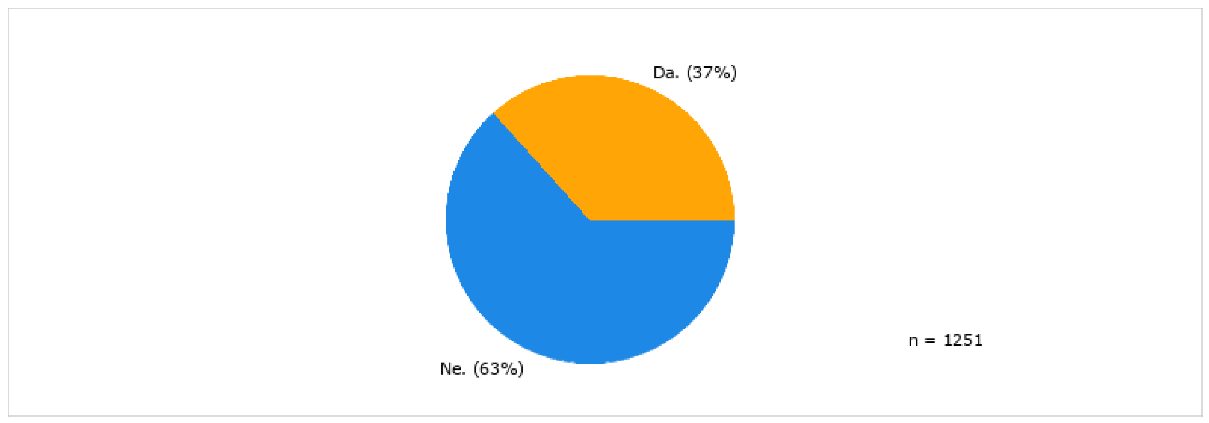 Da. (37%)
n = 1251
Ne. (63%)